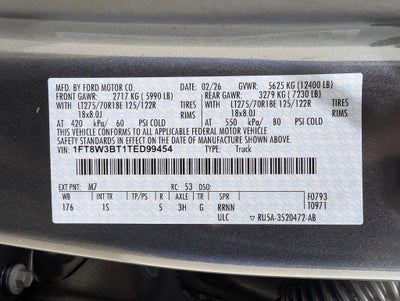 MFD. BY FORD MOTOR CO. 02/26 GVWR: 5625 KG (12400 LB)
FRONT GAWR: 2717 KG ( 5990 LB) REAR GAWR: 3279 KG ( 7230 LB)
WITH LT275/70R18E 125/122R TIRES WITH LT275/70R18E 125/122R TIRES
18x8.0J RIMS 18x8.0J RIMS
AT 420 kPa/ 60 PSI COLD AT 550 kPa/ 80 PSI COLD
THIS VEHICLE CONFORMS TO ALL APPLICABLE FEDERAL MOTOR VEHICLE
SAFETY STANDARDS IN EFFECT ON THE DATE OF MANUFACTURE SHOWN ABOVE.
VIN: 1FT8W3BT1TED99454 TYPE: Truck
EXT PNT: M7 RC: 53 DSO:
WB TP/PS R AXLE TR SPR F0793
176 5 3H G RRNN T0971
ULC RU5A-3520472-AB